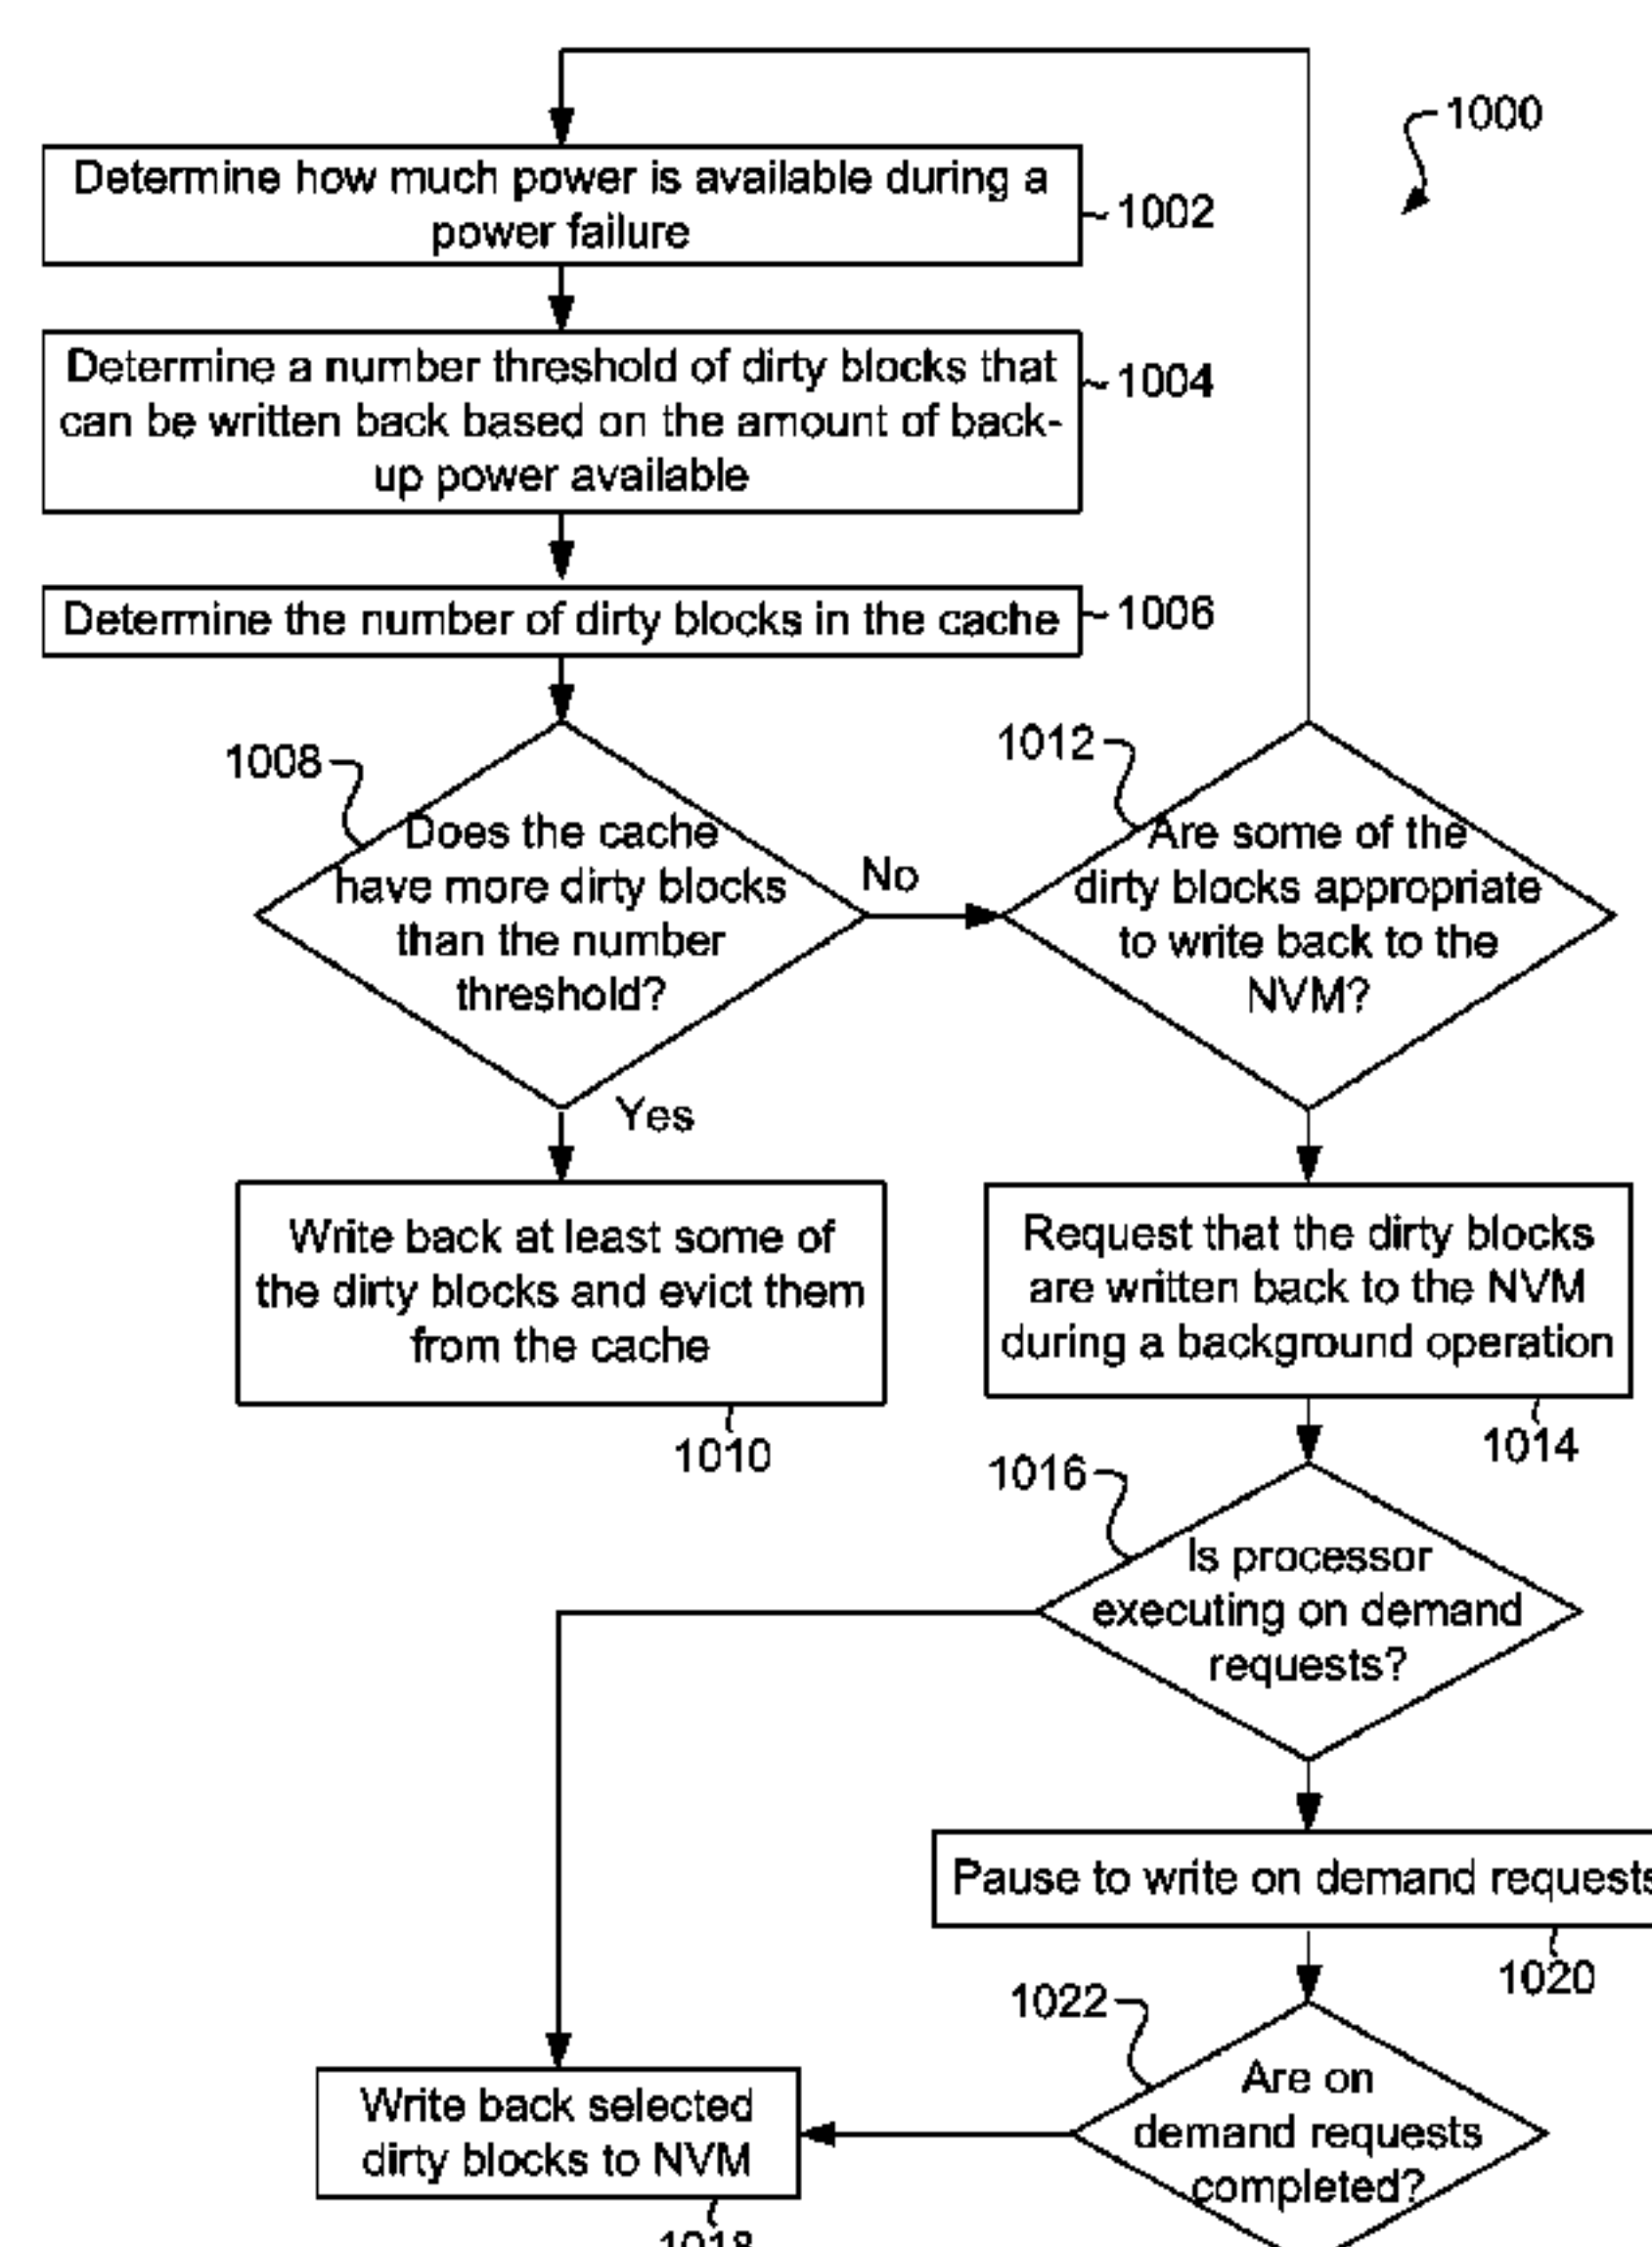 1000
Determine how much power is available during a
power failure
1002
Determine a number threshold of dirty blocks that
can be written back based on the amount of back-
up power available
1004
Determine the number of dirty blocks in the cache
1006
1008
Does the cache
have more dirty blocks
than the number
threshold?
No
Yes
1012
Are some of the
dirty blocks appropriate
to write back to the
NVM?
Write back at least some of
the dirty blocks and evict them
from the cache
1010
Request that the dirty blocks
are written back to the NVM
during a background operation
1014
1016
Is processor
executing on demand
requests?
Pause to write on demand requests
1020
1022
Are on
demand requests
completed?
Write back selected
dirty blocks to NVM
1018